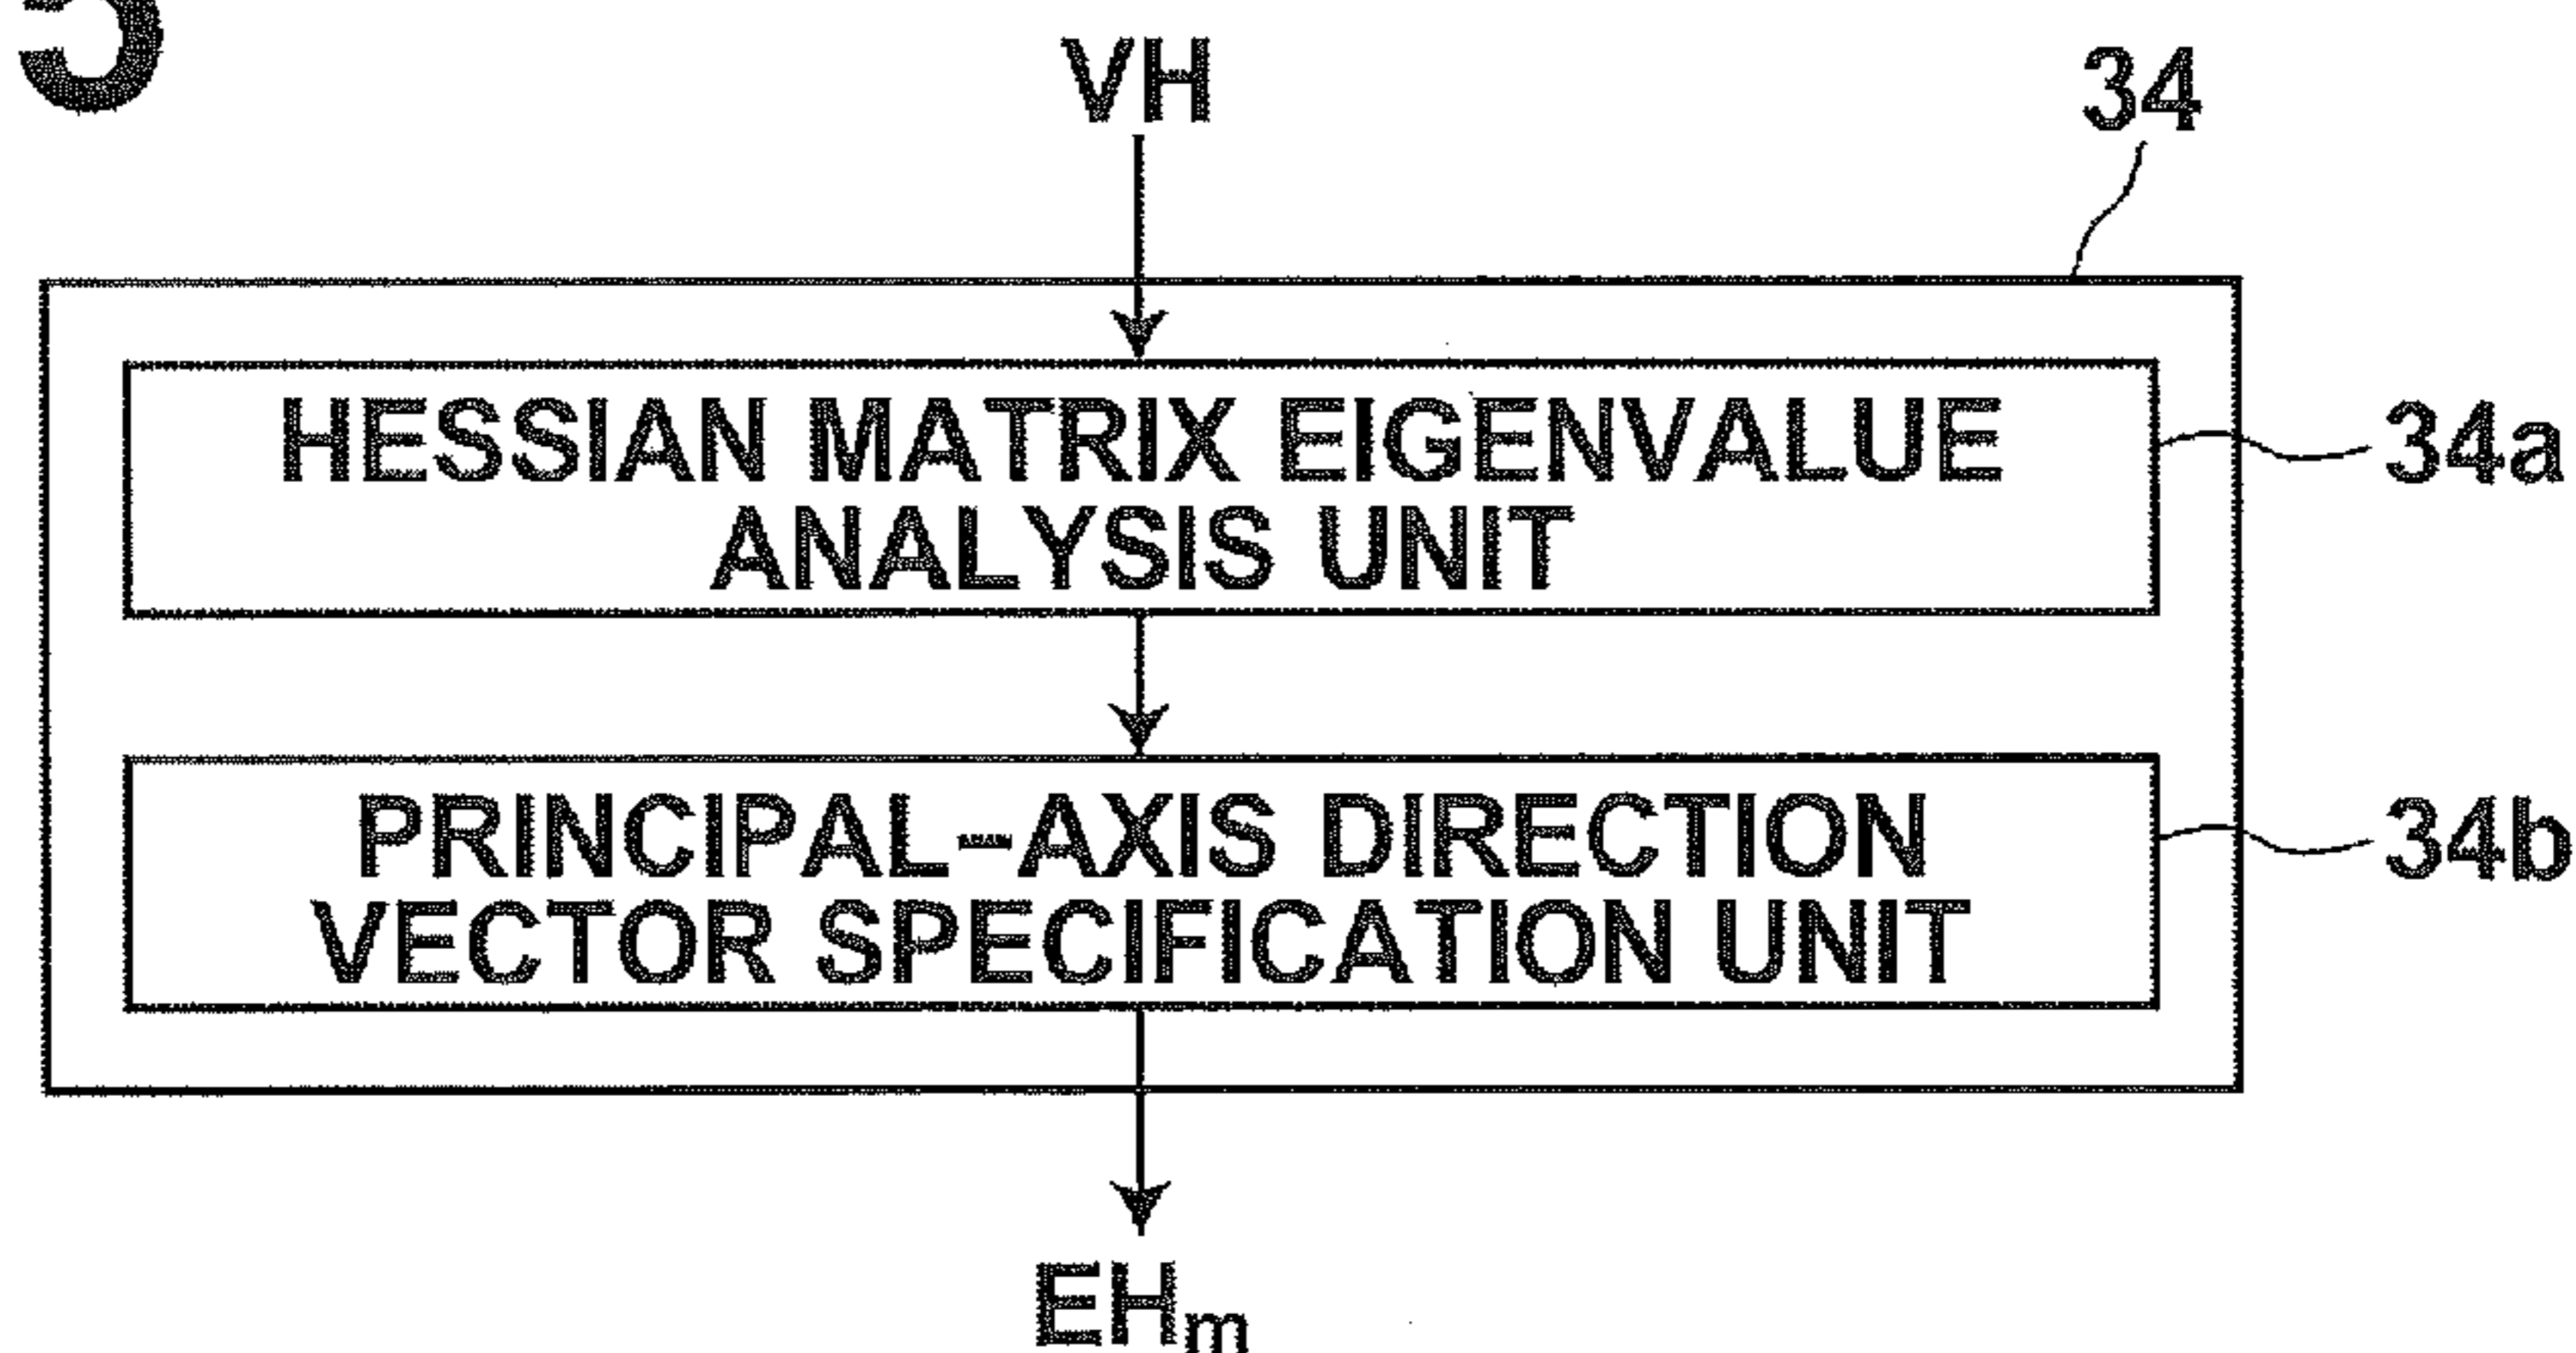 VH
34
HESSIAN MATRIX EIGENVALUE
ANALYSIS UNIT
34a
PRINCIPAL-AXIS DIRECTION
VECTOR SPECIFICATION UNIT
34b
EHm